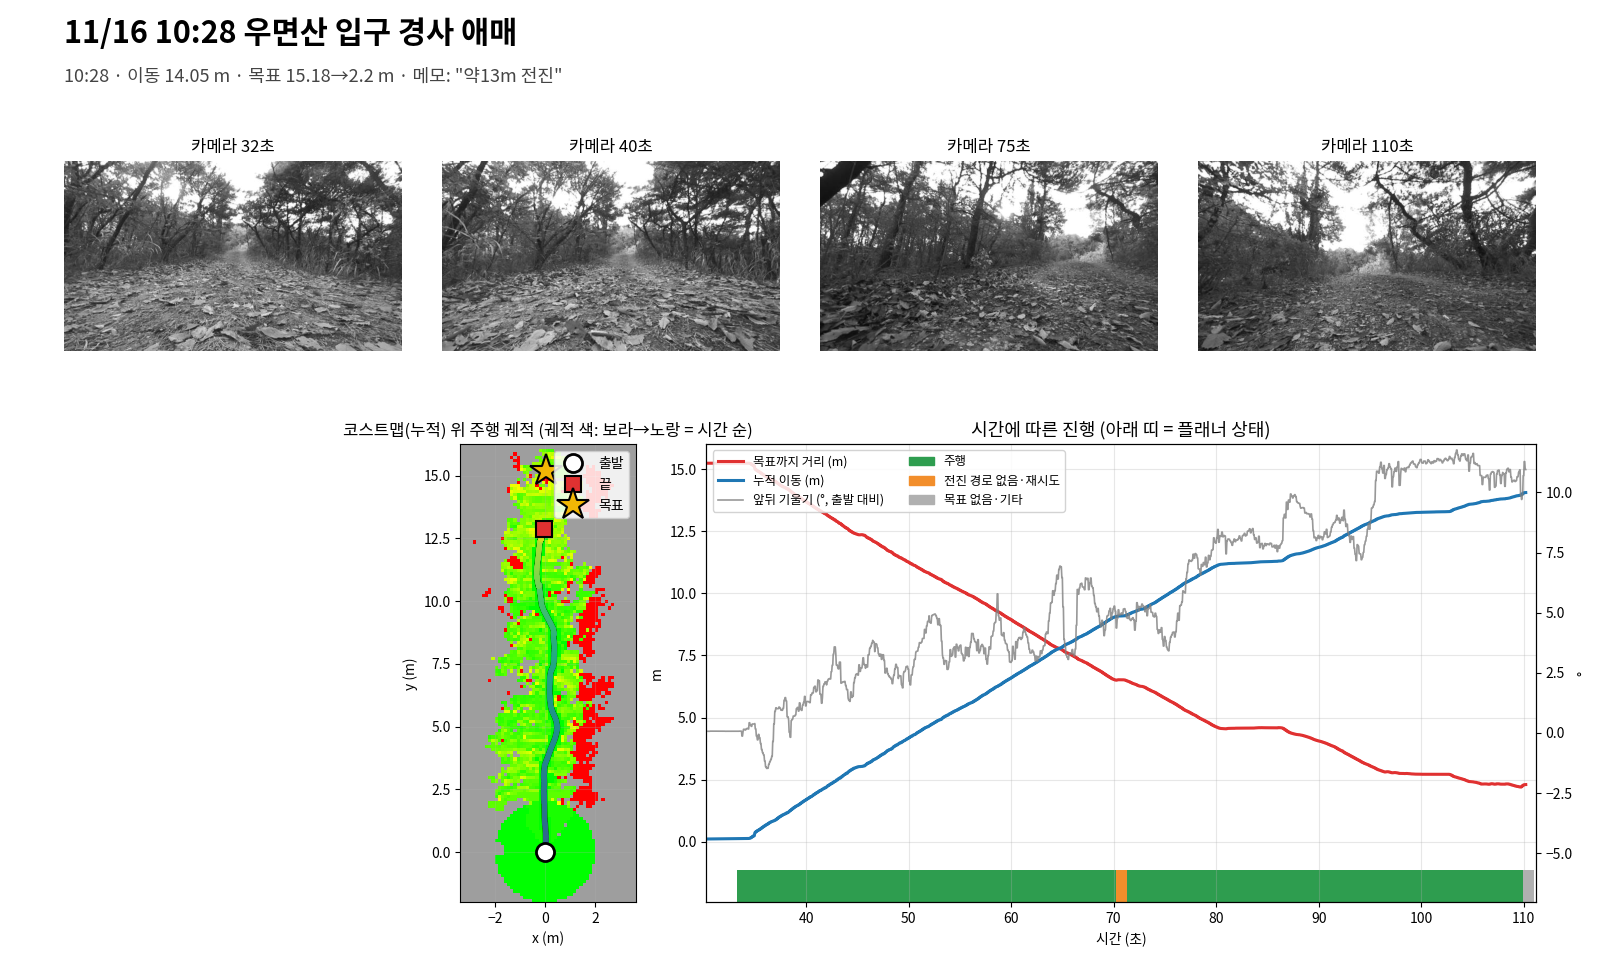 11/16 10:28 우면산 입구 경사 애매
10:28 · 이동 14.05 m · 목표 15.18→2.2 m · 메모: "약13m 전진"
카메라 32초
카메라 40초
카메라 75초
카메라 110초
코스트맵(누적) 위 주행 궤적 (궤적 색: 보라→노랑 = 시간 순)
출발
끝
목표
15.0
12.5
10.0
7.5
5.0
2.5
0.0
y (m)
−2
0
2
x (m)
시간에 따른 진행 (아래 띠 = 플래너 상태)
목표까지 거리 (m)
누적 이동 (m)
앞뒤 기울기 (°, 출발 대비)
주행
전진 경로 없음·재시도
목표 없음·기타
15.0
12.5
10.0
7.5
5.0
2.5
0.0
m
10.0
7.5
5.0
2.5
0.0
−2.5
−5.0
°
40
50
60
70
80
90
100
110
시간 (초)